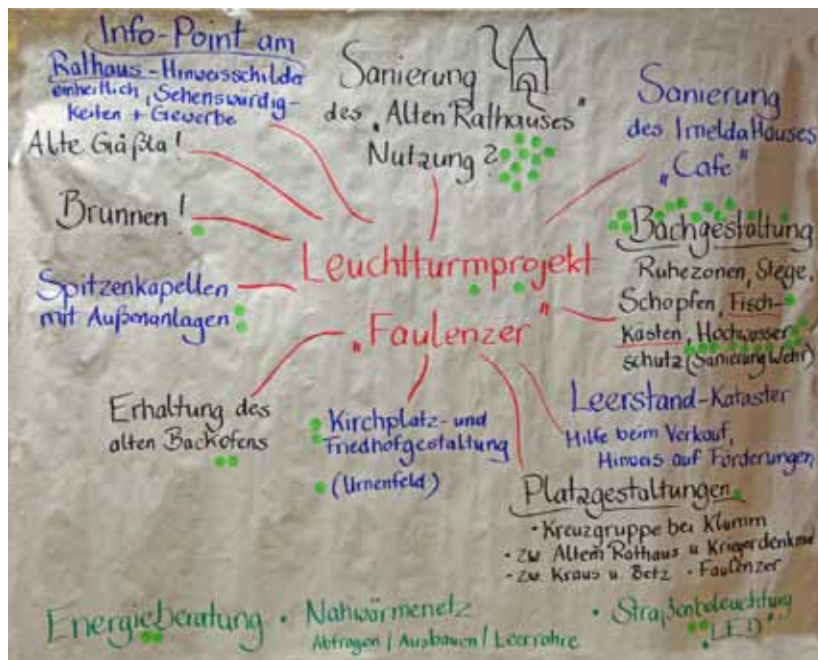 Info-Point am
Rathaus - Hinweisschilder
einheitlich, Sehenswürdig-
keiten + Gewerbe
Sanierung
des „Alten Rathauses"
Nutzung?
Sanierung
des Imelda Hauses
„Cafe"
Alte Gäßla!
Brunnen!
Spitzenkapellen
mit Außenanlagen
Leuchtturmprojekt
„Faulenzer"
Bachgestaltung
Ruhezonen, Stege,
Schöpfen, Fisch-
kasten, Hochwasser
schutz (Sanierung Wehr)
Erhaltung des
alten Backofens
Kirchplatz- und
Friedhofgestaltung
(Urnenfeld)
Leerstand-Kataster
Hilfe beim Verkauf,
Hinweis auf Förderungen
Platzgestaltungen
• Kreuzgruppe bei Klumm
- zw Altem Rathaus u Kriegerdenkmal
- zw Kraus u Betz • Faulenzer
Energieberatung • Nahwärmenetz • Straßenbeleuchtung
Abfragen / Ausbauen / Leerrohre „LED"